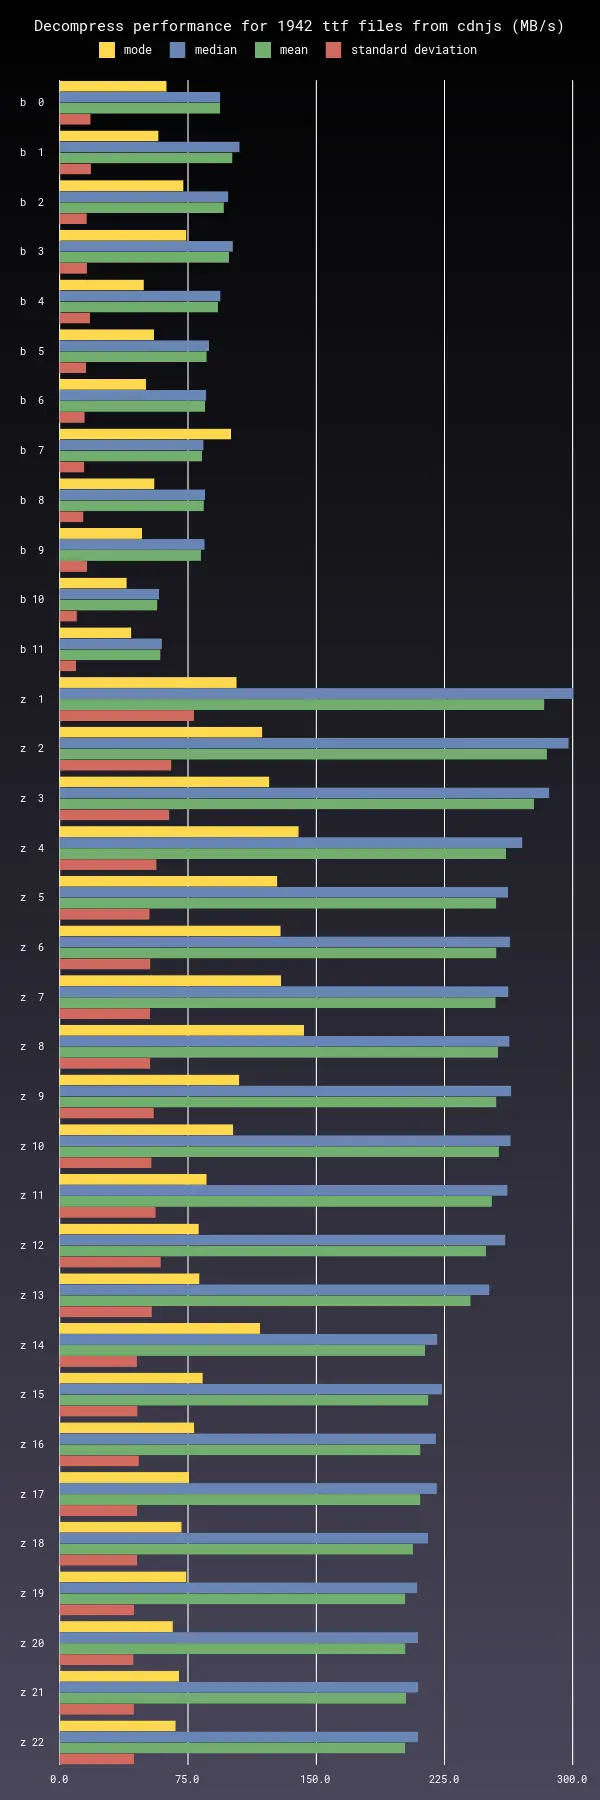 Decompress performance for 1942 ttf files from cdnjs (MB/s)
mode median mean standard deviation
b 0
b 1
b 2
b 3
b 4
b 5
b 6
b 7
b 8
b 9
b 10
b 11
z 1
z 2
z 3
z 4
z 5
z 6
z 7
z 8
z 9
z 10
z 11
z 12
z 13
z 14
z 15
z 16
z 17
z 18
z 19
z 20
z 21
z 22
0.0 75.0 150.0 225.0 300.0